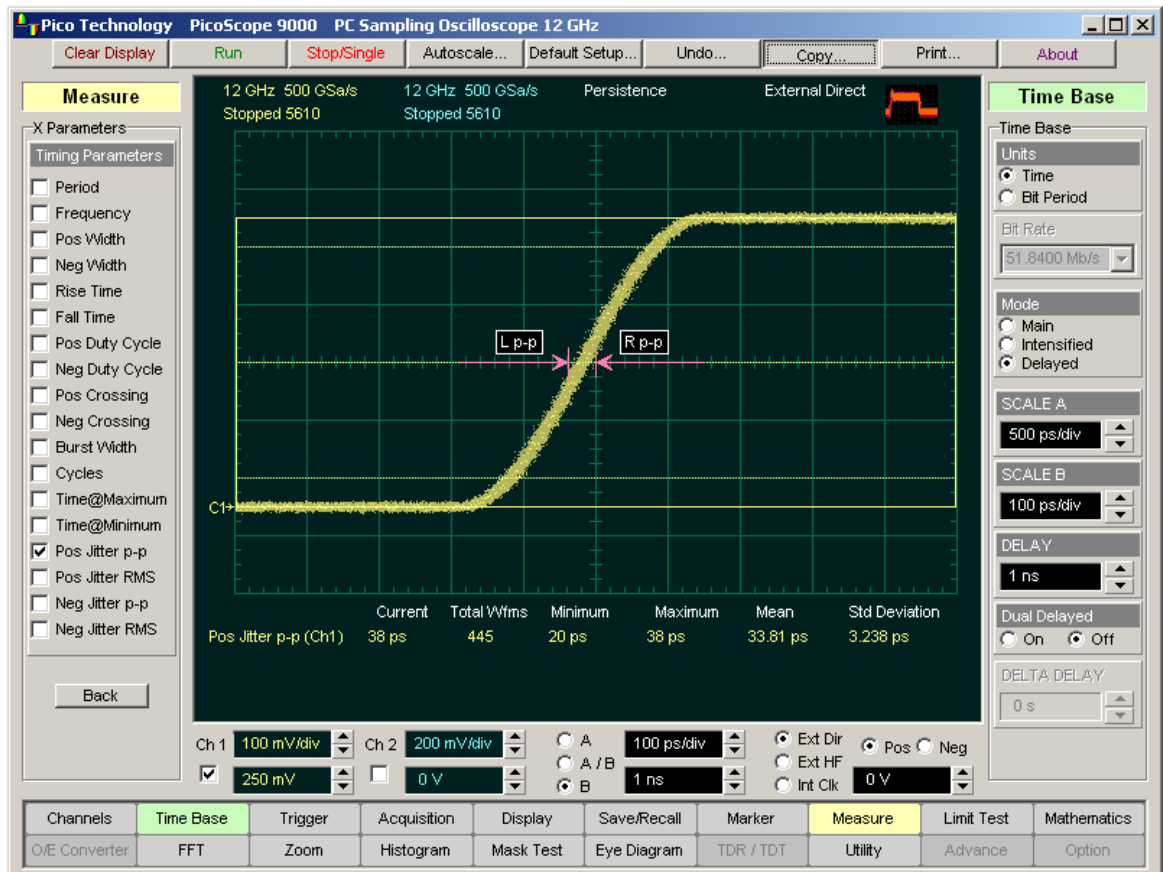 Pico Technology PicoScope 9000 PC Sampling Oscilloscope 12 GHz
Clear Display Run Stop/Single Autoscale... Default Setup... Undo... Copy... Print... About
Measure
X Parameters
Timing Parameters
Period
Frequency
Pos Width
Neg Width
Rise Time
Fall Time
Pos Duty Cycle
Neg Duty Cycle
Pos Crossing
Neg Crossing
Burst Width
Cycles
Time@Maximum
Time@Minimum
Pos Jitter p-p
Pos Jitter RMS
Neg Jitter p-p
Neg Jitter RMS
Back
12 GHz 500 GSa/s 12 GHz 500 GSa/s Persistence External Direct
Stopped 5610 Stopped 5610
L p-p R p-p
C1
Current Total Wfms Minimum Maximum Mean Std Deviation
Pos Jitter p-p (Ch1) 38 ps 445 20 ps 38 ps 33.81 ps 3.238 ps
Time Base
Time Base
Units
Time
Bit Period
Bit Rate
51.8400 Mb/s
Mode
Main
Intensified
Delayed
SCALE A
500 ps/div
SCALE B
100 ps/div
DELAY
1 ns
Dual Delayed
On Off
DELTA DELAY
0 s
Ch 1 100 mV/div Ch 2 200 mV/div A 100 ps/div Ext Dir Pos Neg
A / B Ext HF
250 mV 0 V B 1 ns Int Clk 0 V
Channels Time Base Trigger Acquisition Display Save/Recall Marker Measure Limit Test Mathematics
O/E Converter FFT Zoom Histogram Mask Test Eye Diagram TDR / TDT Utility Advance Option